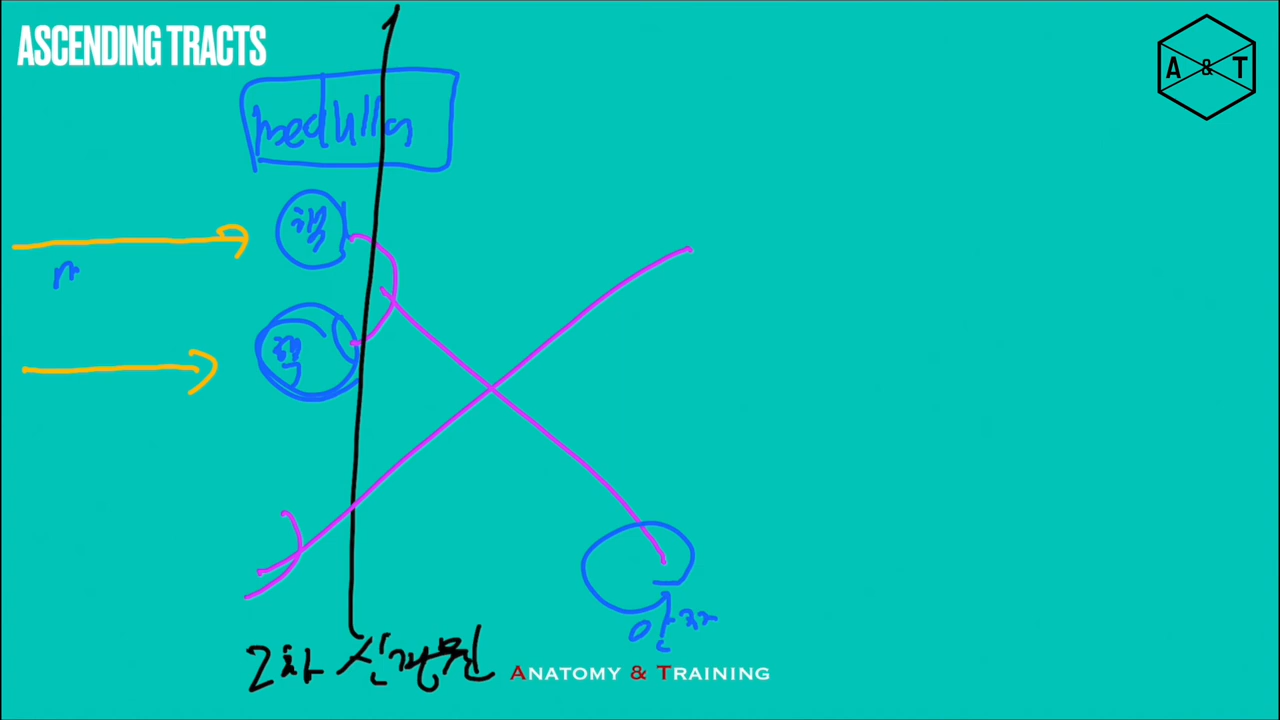 ASCENDING TRACTS
A & T
medulla
핵
핵
2차 신경원
ANATOMY & TRAINING